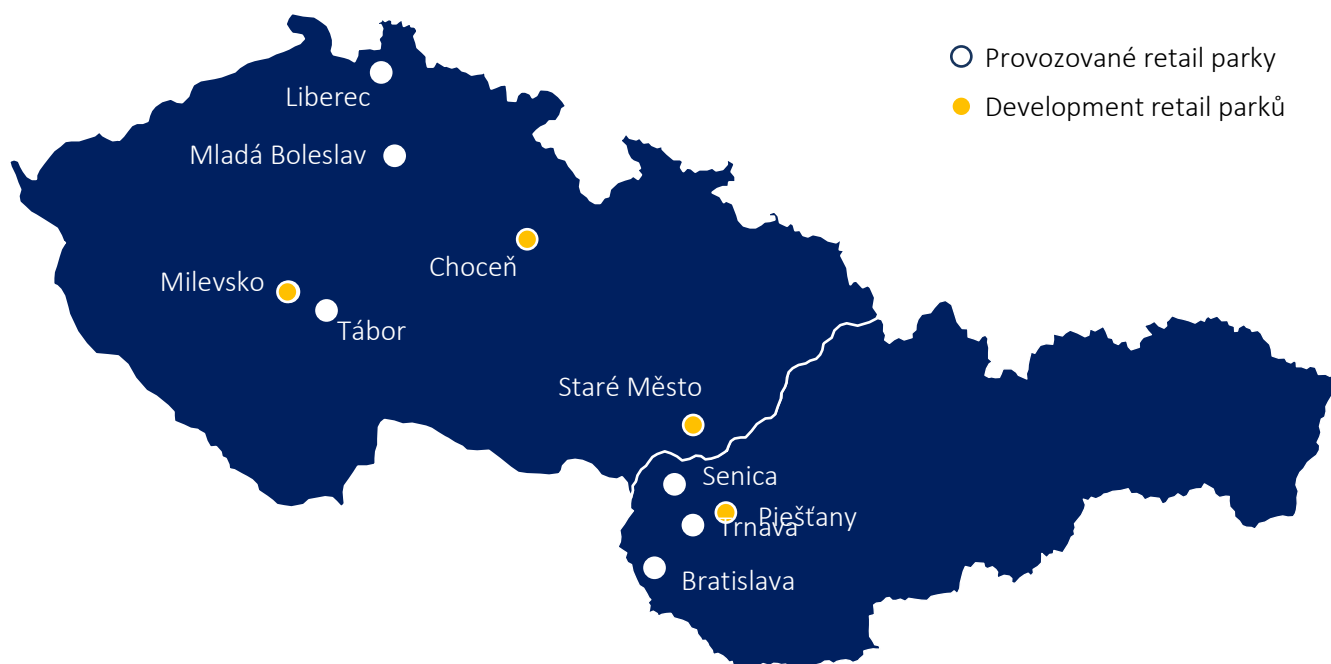 Provozované retail parky
Development retail parků
Liberec
Mladá Boleslav
Choceň
Milevsko
Tábor
Staré Město
Senica
Piešťany
Trnava
Bratislava